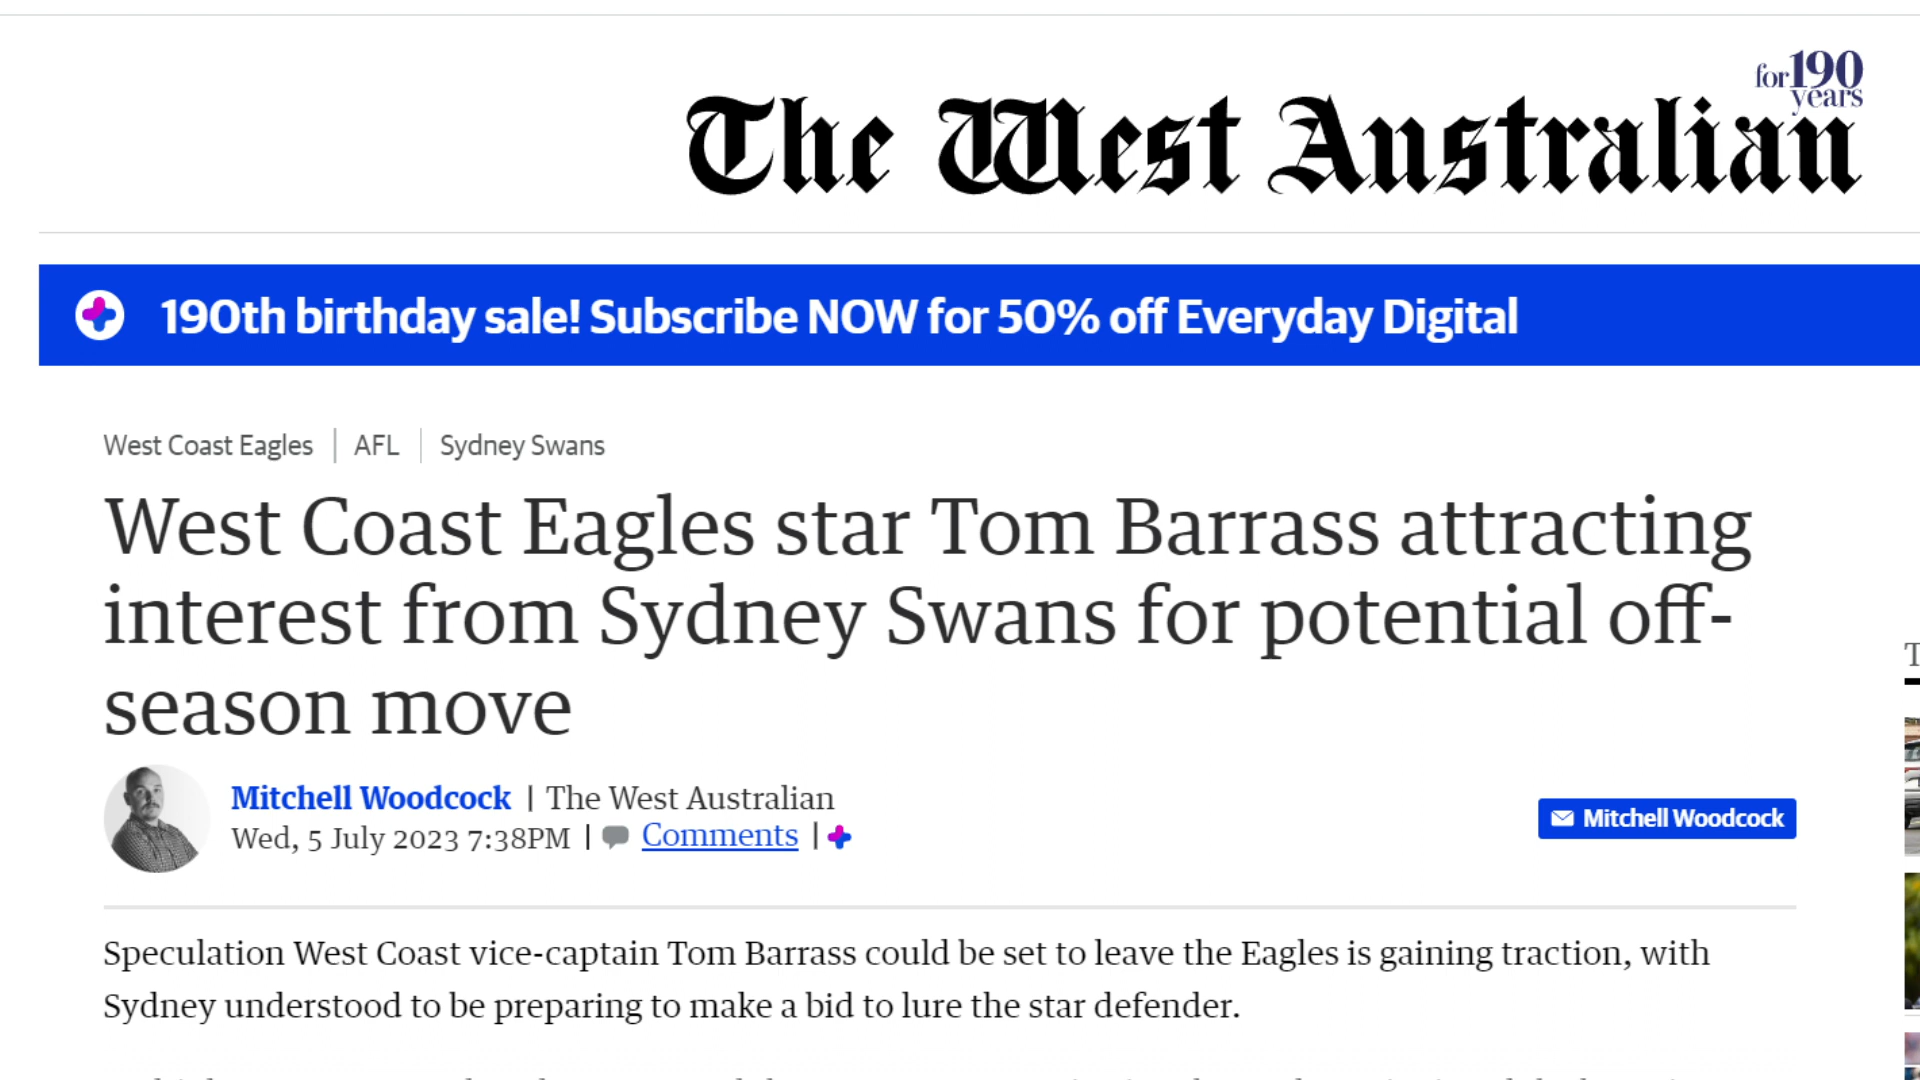 for 190 years
The West Australian
190th birthday sale! Subscribe NOW for 50% off Everyday Digital
West Coast Eagles | AFL | Sydney Swans
West Coast Eagles star Tom Barrass attracting
interest from Sydney Swans for potential off-
season move
Mitchell Woodcock | The West Australian
Wed, 5 July 2023 7:38PM | Comments |
Mitchell Woodcock
Speculation West Coast vice-captain Tom Barrass could be set to leave the Eagles is gaining traction, with
Sydney understood to be preparing to make a bid to lure the star defender.